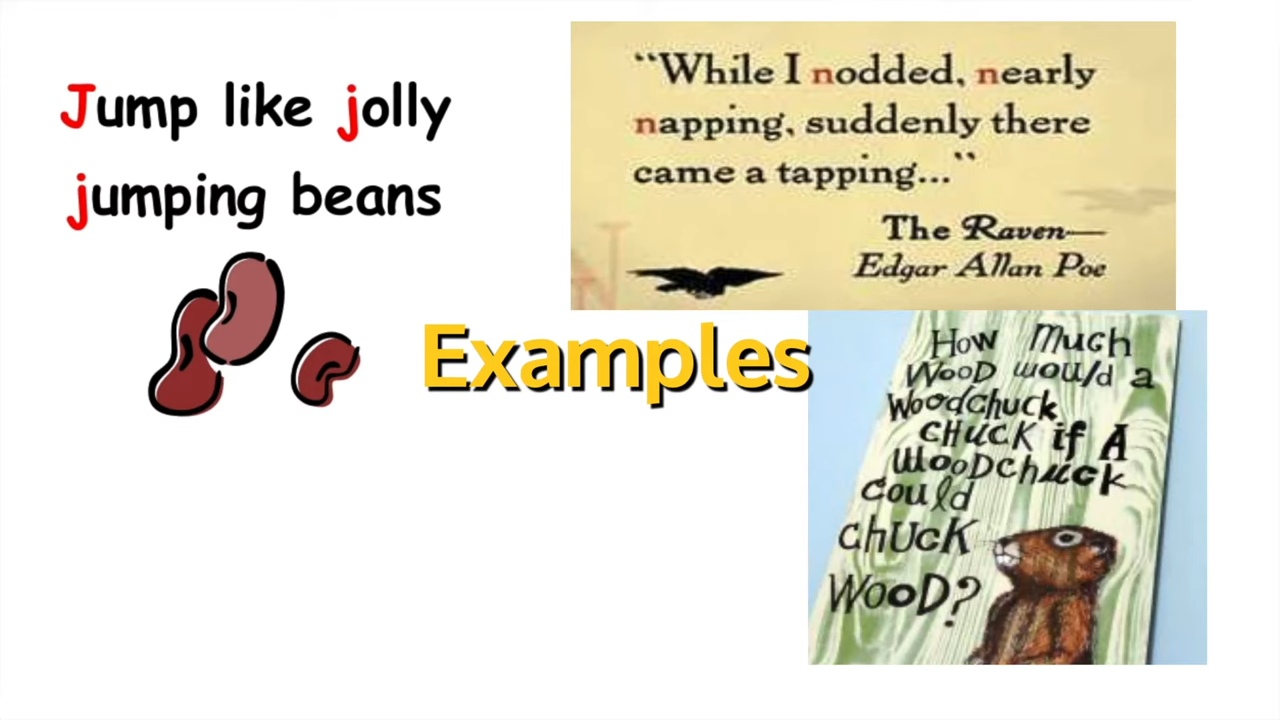 Jump like jolly
jumping beans
“While I nodded, nearly
napping, suddenly there
came a tapping...”
The Raven—
Edgar Allan Poe
Examples
How Much
WooD would a
Woodchuck
CHUCK if A
WooDchuck
Could
CHUCK
WooD?